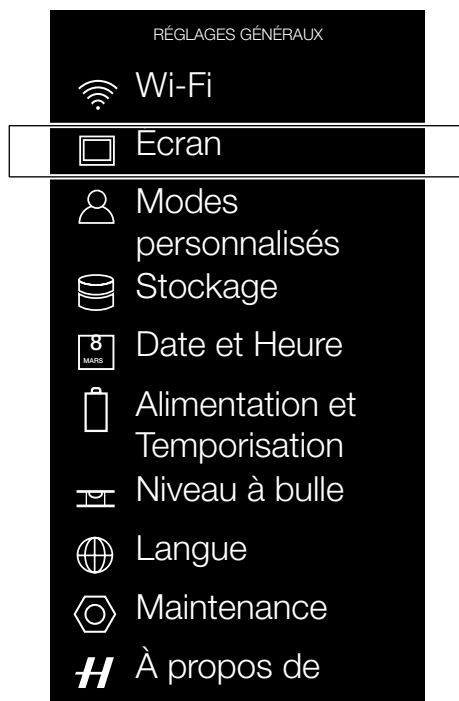 RÉGLAGES GÉNÉRAUX
Wi-Fi
Écran
Modes
personnalisés
Stockage
8
MARS
Date et Heure
Alimentation et
Temporisation
Niveau à bulle
Langue
Maintenance
H
À propos de